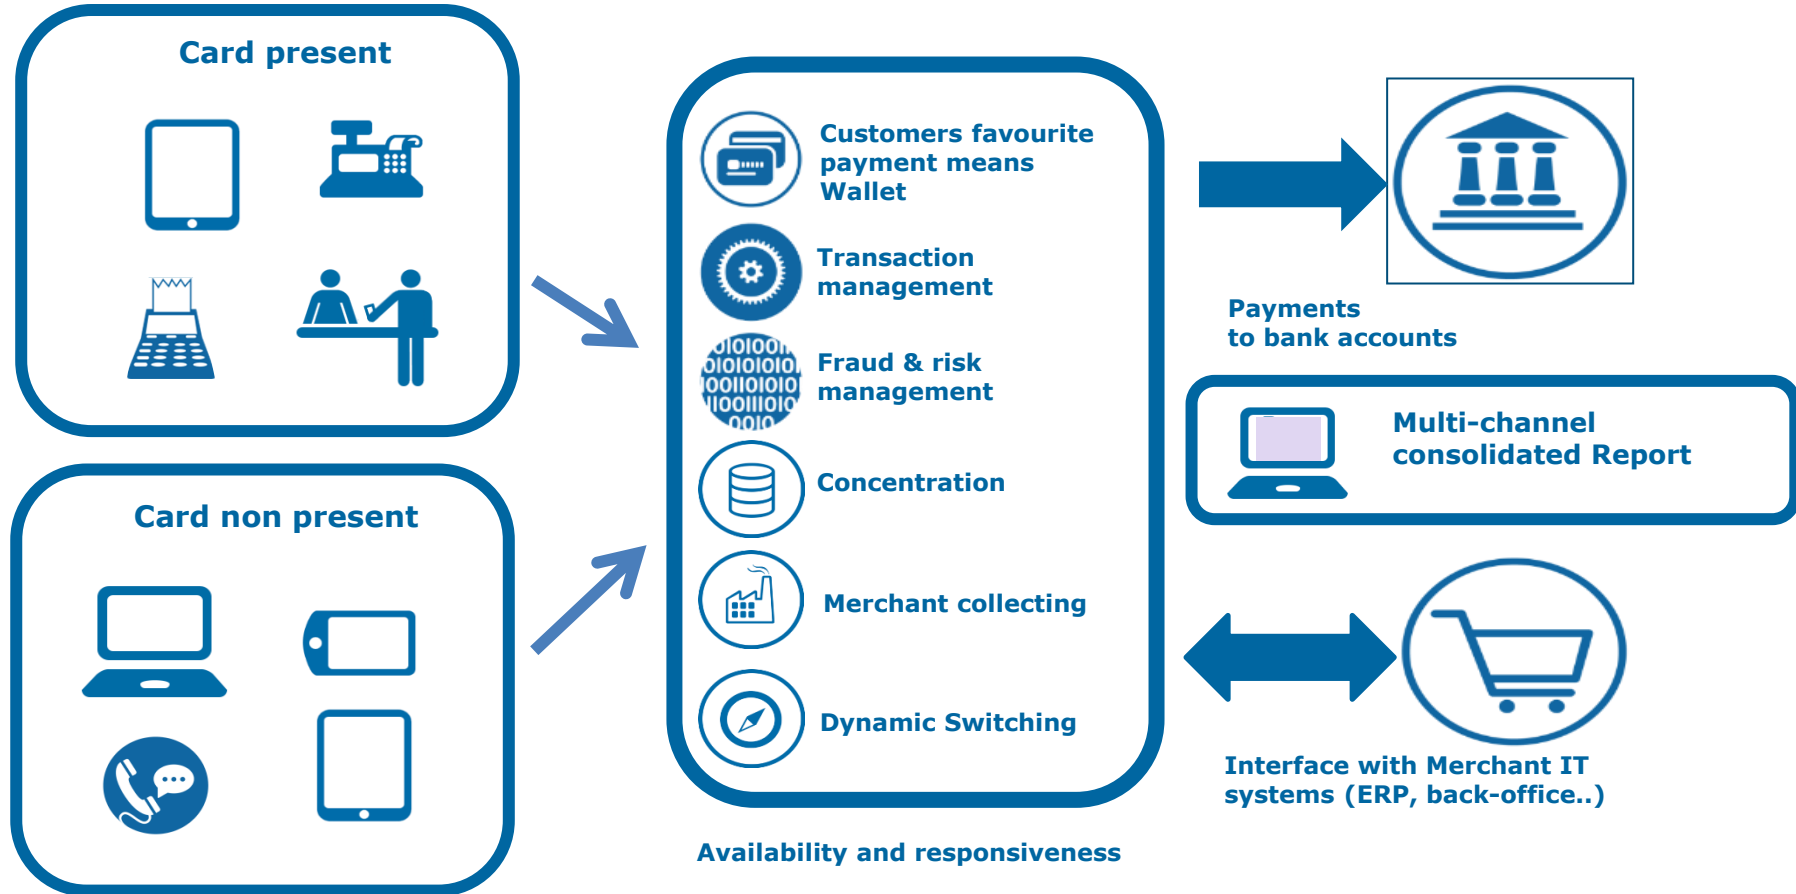 Card present
Card non present
Customers favourite
payment means
Wallet
Transaction
management
Fraud & risk
management
Concentration
Merchant collecting
Dynamic Switching
Availability and responsiveness
Payments
to bank accounts
Multi-channel
consolidated Report
Interface with Merchant IT
systems (ERP, back-office..)